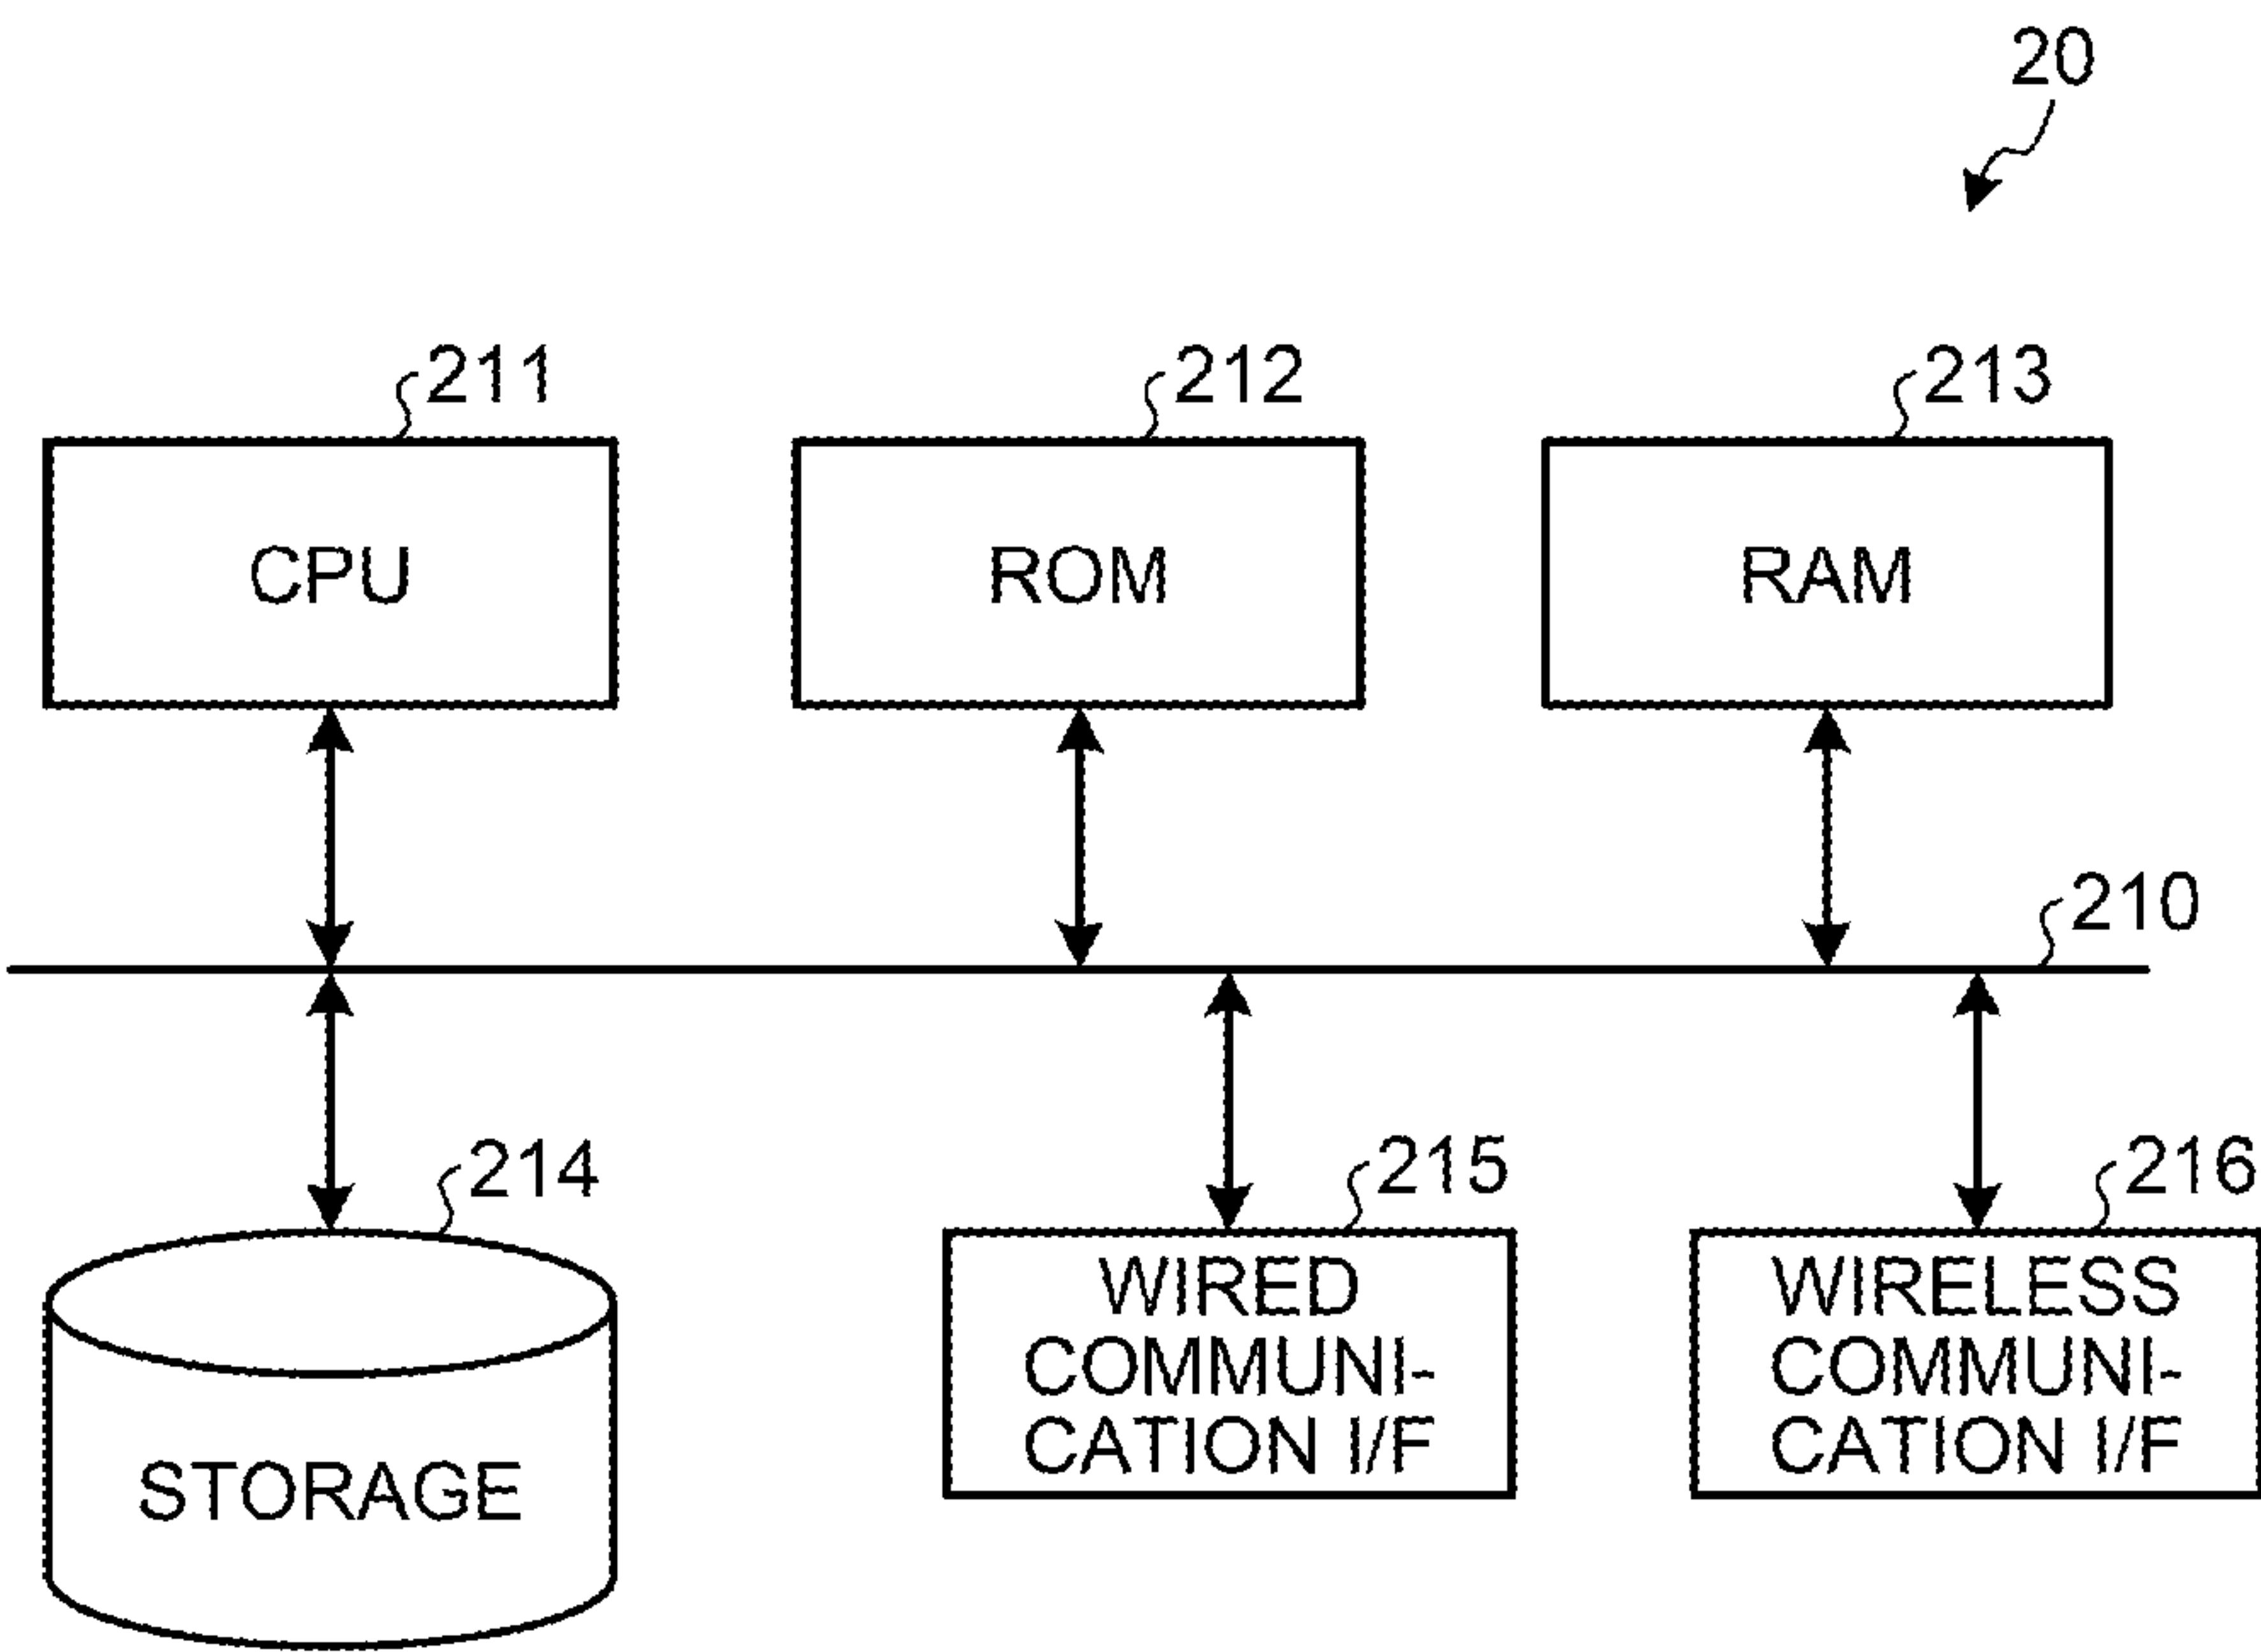 20
211
212
213
CPU
ROM
RAM
210
214
215
216
STORAGE
WIRED
COMMUNI-
CATION I/F
WIRELESS
COMMUNI-
CATION I/F